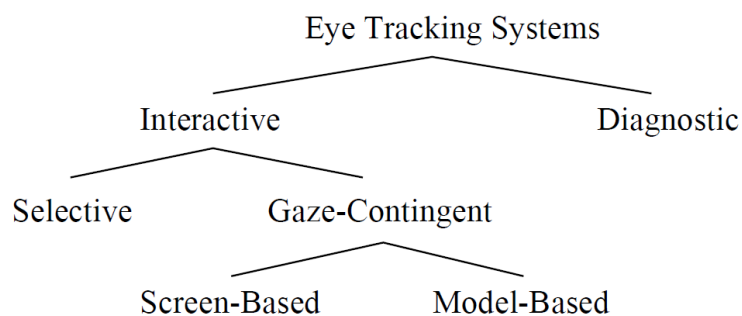 Eye Tracking Systems
Interactive
Diagnostic
Selective
Gaze-Contingent
Screen-Based
Model-Based